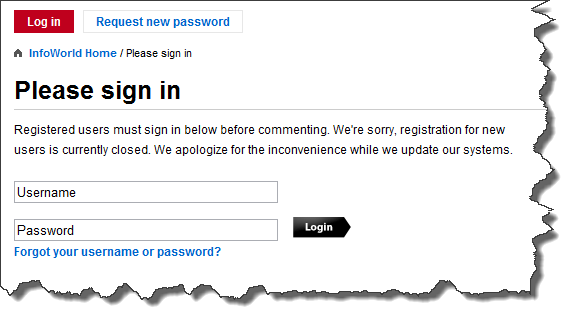 Log in Request new password
InfoWorld Home / Please sign in
Please sign in
Registered users must sign in below before commenting. We're sorry, registration for new
users is currently closed. We apologize for the inconvenience while we update our systems.
Username
Password Login
Forgot your username or password?